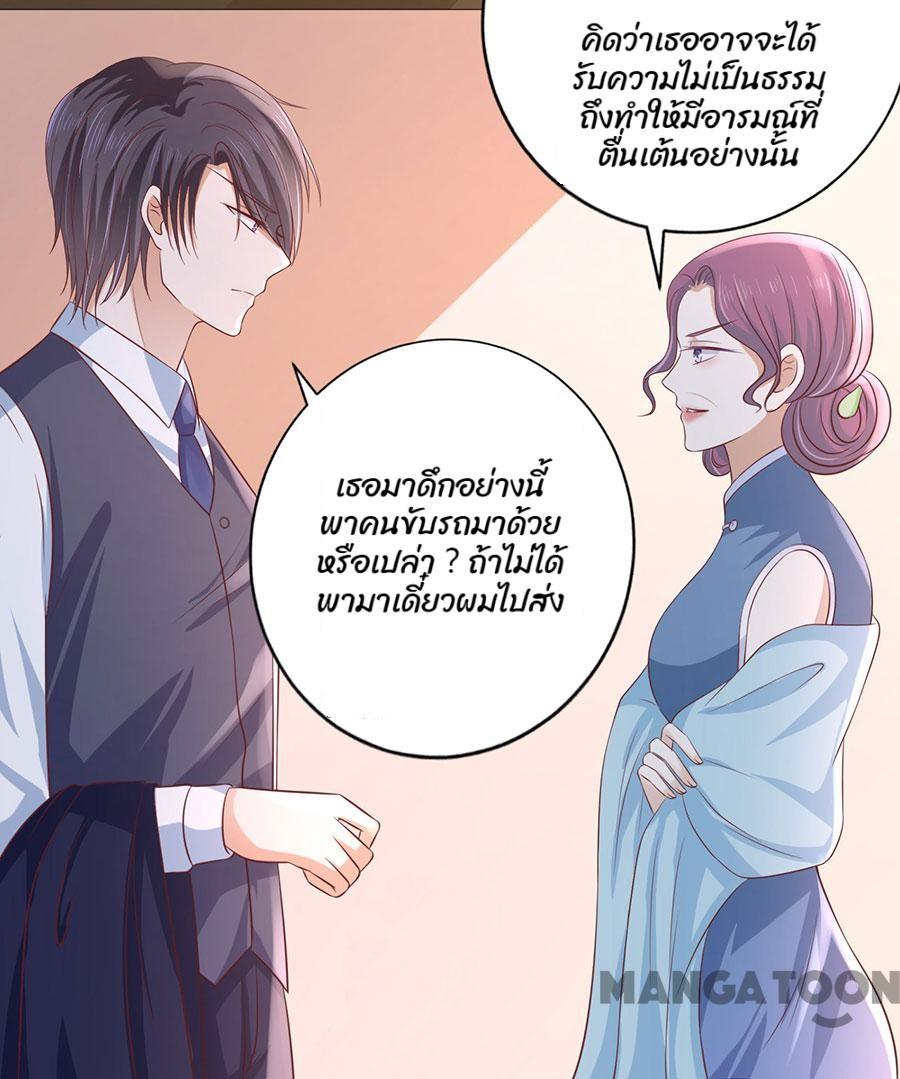 คิดว่าเธออาจจะได้
รับความไม่เป็นธรรม
ถึงทำให้มีอารมณ์ที่
ตื่นเต้นอย่างนั้น
เธอมาดึกอย่างนี้
พาคนขับรถมาด้วย
หรือเปล่า ? ถ้าไม่ได้
พามาเดี๋ยวผมไปส่ง
MANGATOON